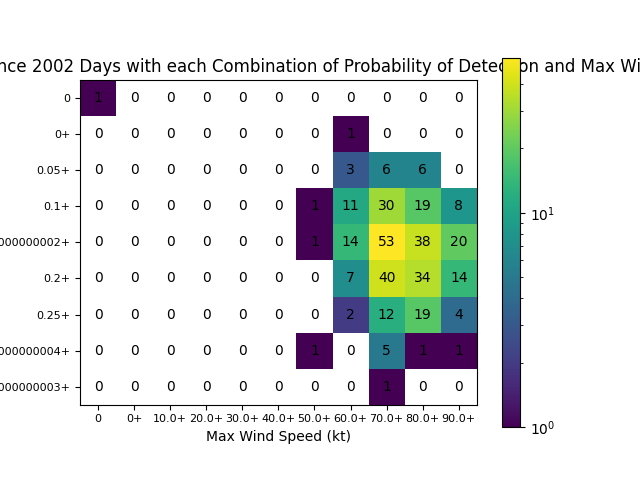 nce 2002 Days with each Combination of Probability of Detection and Max Wi
0 1 0 0 0 0 0 0 0 0 0 0
0+ 0 0 0 0 0 0 0 1 0 0 0
0.05+ 0 0 0 0 0 0 0 3 6 6 0
0.1+ 0 0 0 0 0 0 1 11 30 19 8
000000002+ 0 0 0 0 0 0 1 14 53 38 20
0.2+ 0 0 0 0 0 0 0 7 40 34 14
0.25+ 0 0 0 0 0 0 0 2 12 19 4
000000004+ 0 0 0 0 0 0 1 0 5 1 1
000000003+ 0 0 0 0 0 0 0 0 1 0 0
0 0+ 10.0+ 20.0+ 30.0+ 40.0+ 50.0+ 60.0+ 70.0+ 80.0+ 90.0+
Max Wind Speed (kt)
10¹
10⁰